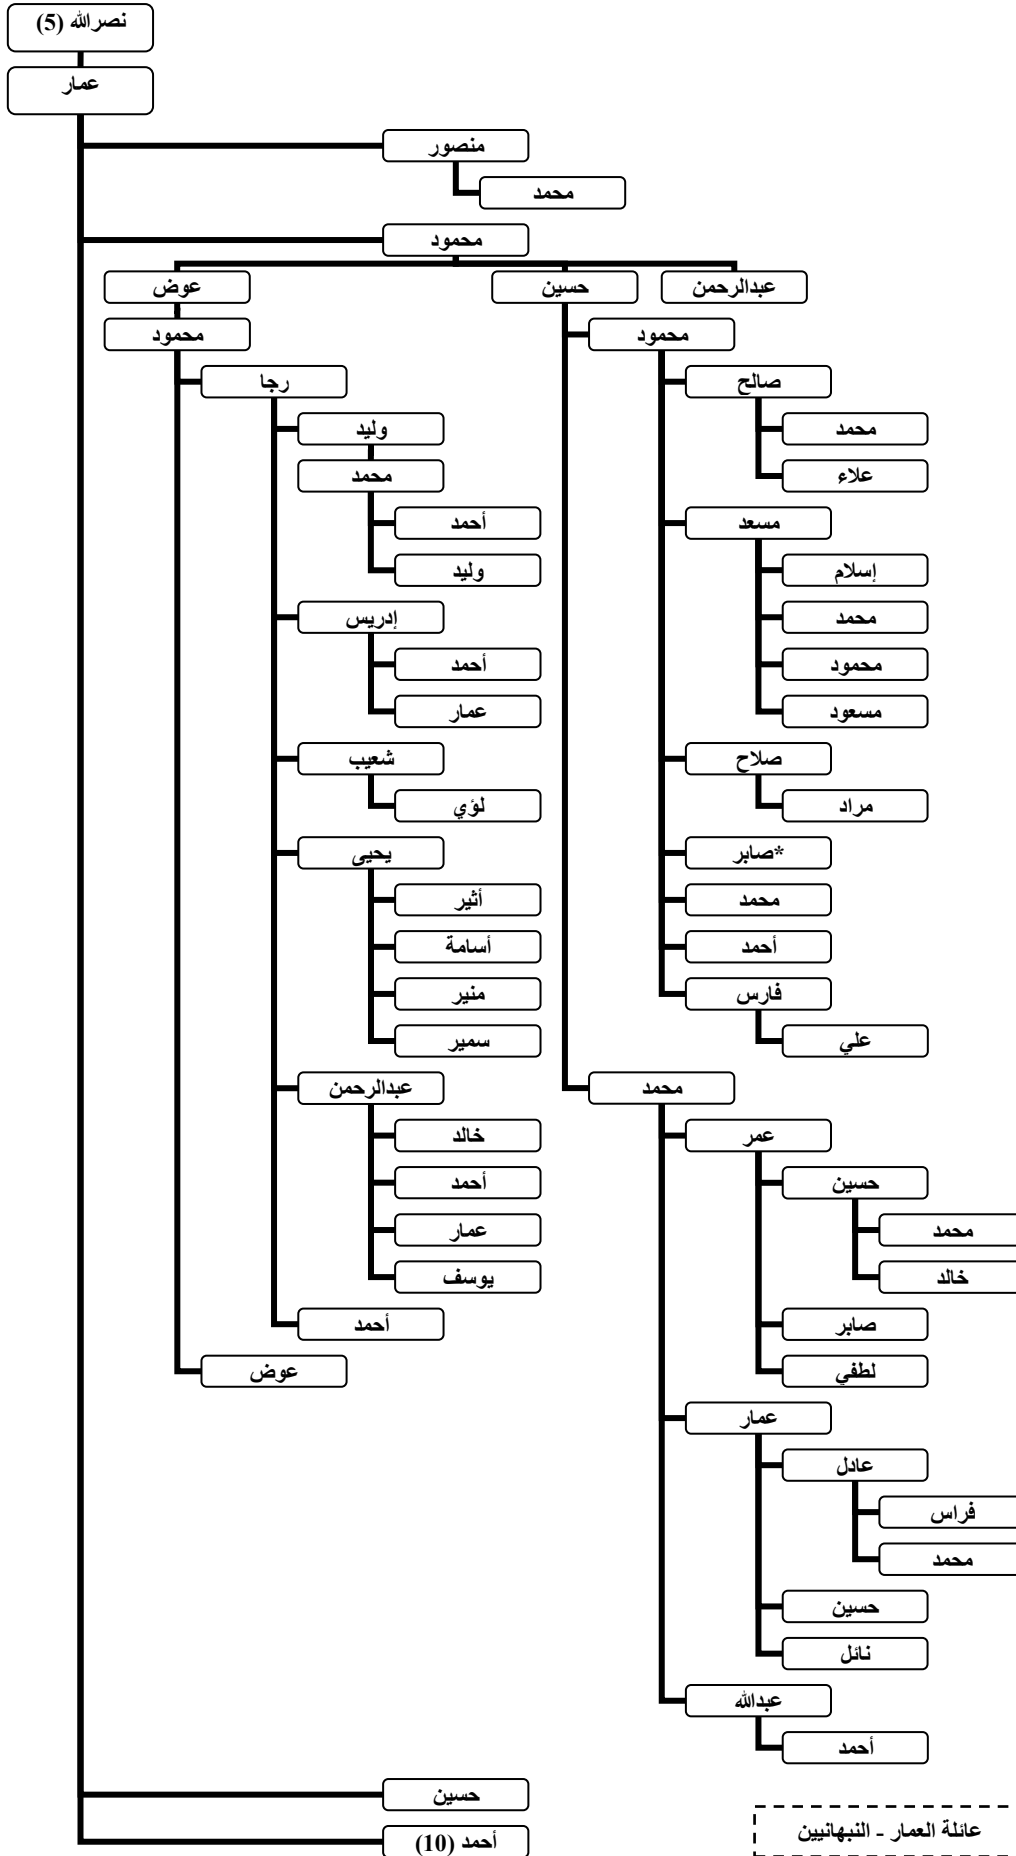 نصرالله (5)
عمار
منصور
محمد
محمود
عوض
حسين
عبدالرحمن
محمود
محمود
رجا
صالح
وليد
محمد
محمد
علاء
أحمد
مسعد
وليد
إسلام
إدريس
محمد
أحمد
محمود
عمار
مسعود
شعيب
صلاح
لؤي
مراد
يحيى
*صابر
أثير
محمد
أسامة
أحمد
منير
فارس
سمير
علي
عبدالرحمن
محمد
خالد
عمر
أحمد
حسين
عمار
محمد
يوسف
خالد
أحمد
صابر
عوض
لطفي
عمار
عادل
فراس
محمد
حسين
نائل
عبدالله
أحمد
حسين
أحمد (10)
عائلة العمار - النبهانيين